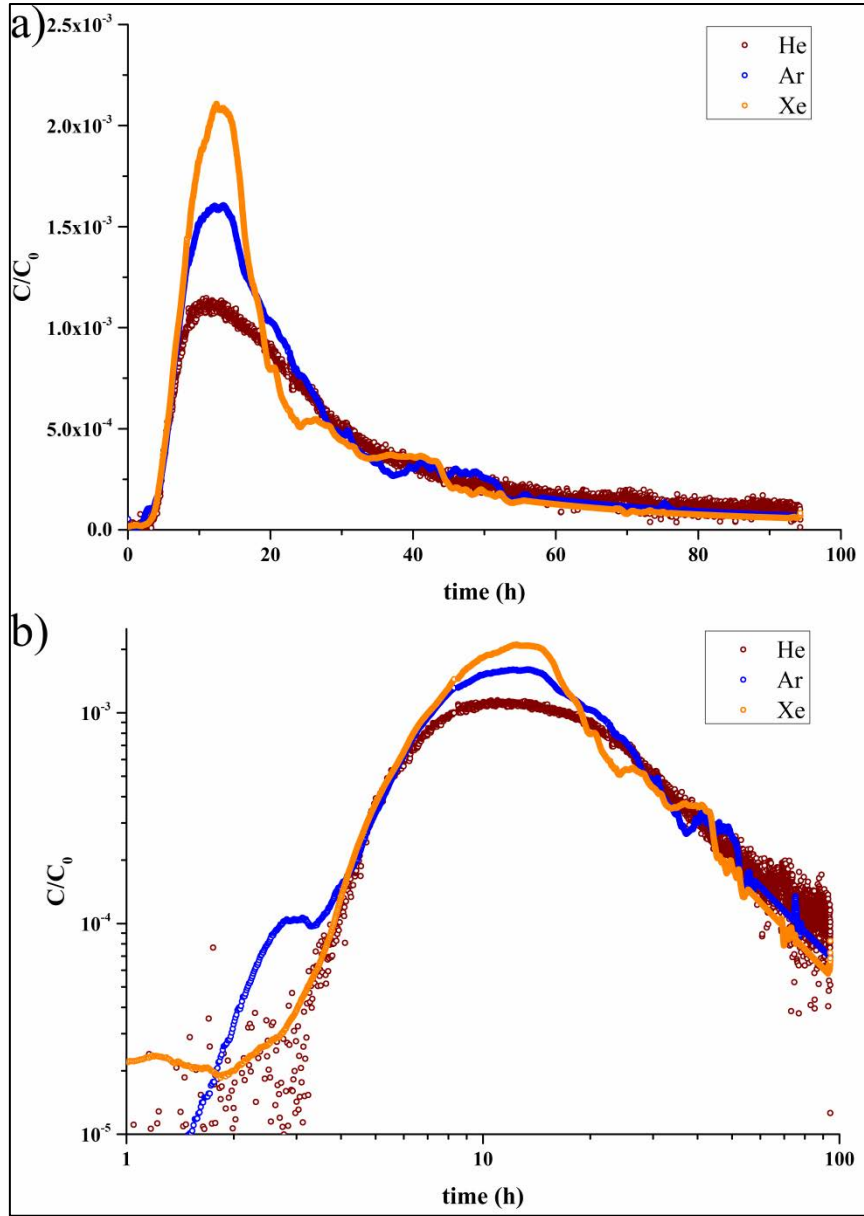 a)
2.5x10⁻³
2.0x10⁻³
1.5x10⁻³
1.0x10⁻³
5.0x10⁻⁴
0.0
C/C₀
He
Ar
Xe
0
20
40
60
80
100
time (h)
b)
10⁻³
10⁻⁴
10⁻⁵
C/C₀
He
Ar
Xe
1
10
100
time (h)